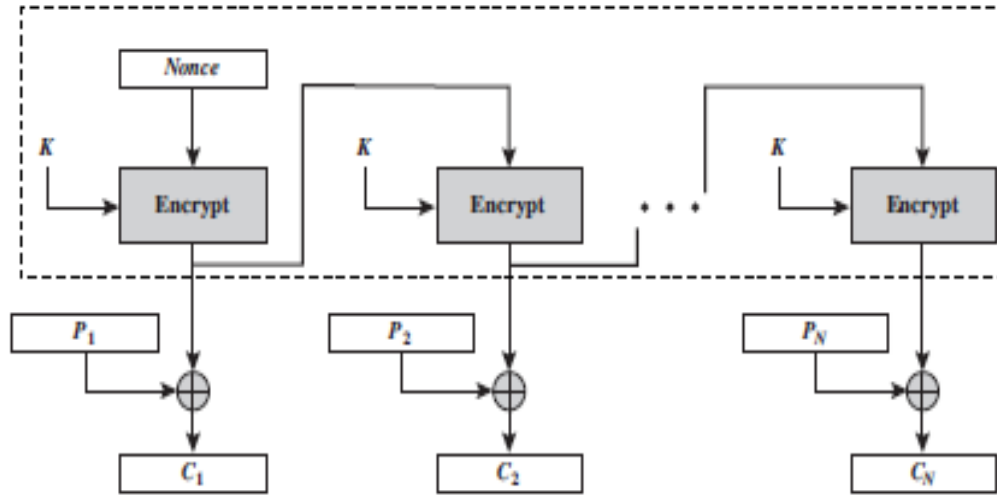 Nonce
K K K
Encrypt Encrypt • • • Encrypt
P1 P2 PN
C1 C2 CN